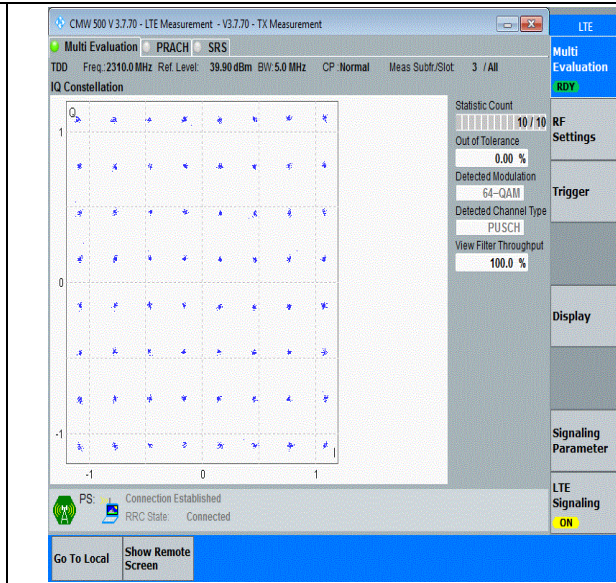 CMW 500 V 3.7.70 - LTE Measurement - V3.7.70 - TX Measurement
LTE
Multi Evaluation PRACH SRS
Multi
Evaluation
RDY
TDD Freq.:2310.0 MHz Ref. Level: 39.90 dBm BW:5.0 MHz CP :Normal Meas Subfr./Slot: 3 / All
IQ Constellation
Q
1
0
-1
-1 0 1
I
Statistic Count
10 / 10
Out of Tolerance
0.00 %
Detected Modulation
64-QAM
Detected Channel Type
PUSCH
View Filter Throughput
100.0 %
RF
Settings
Trigger
Display
Signaling
Parameter
LTE
Signaling
ON
PS: Connection Established
RRC State: Connected
Go To Local
Show Remote
Screen